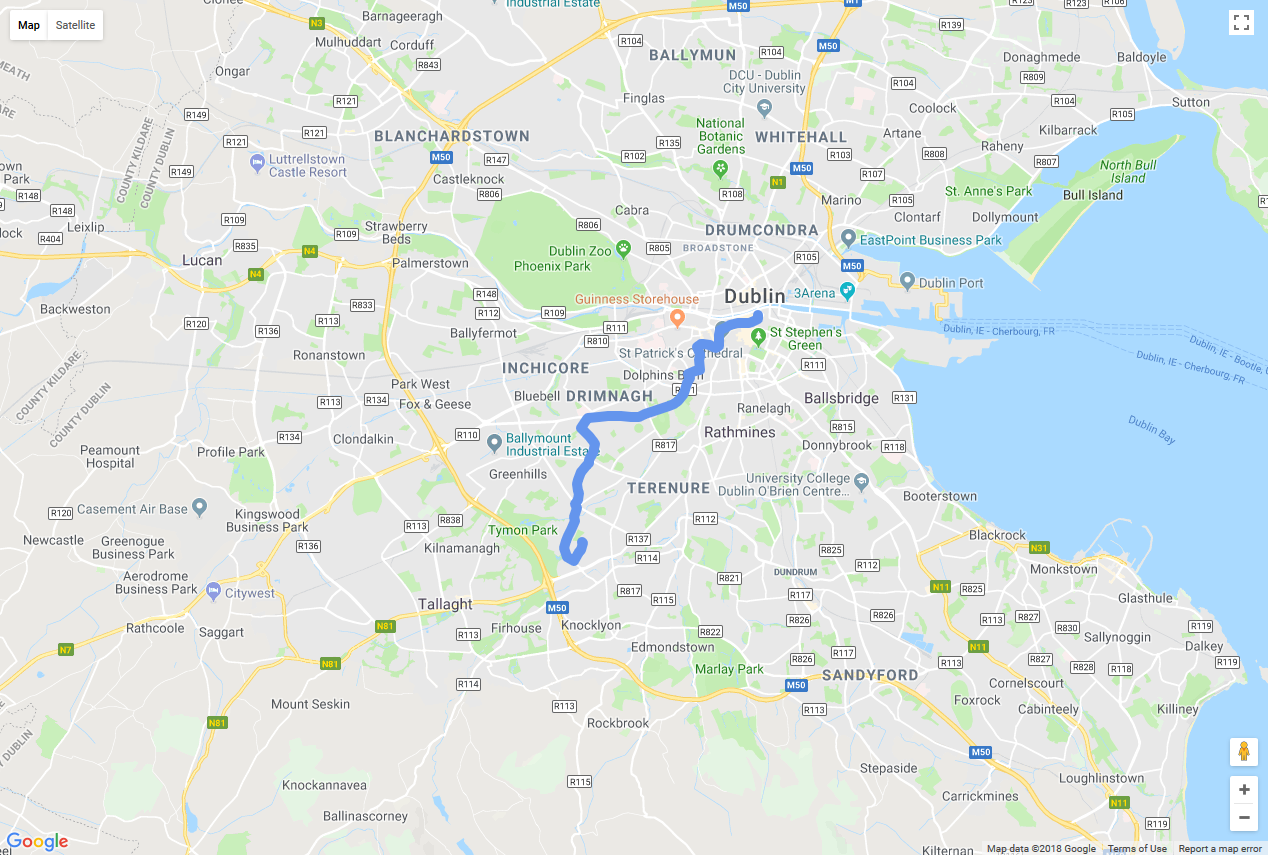 Map
Satellite
Industrial Estate
Clonee
M50
M1
R123
R123
R106
Barnageeragh
N3
Mulhuddart
Corduff
R104
BALLYMUN
R104
M50
R139
Donaghmede
Baldoyle
MEATH
Ongar
R843
DCU - Dublin
City University
R104
R809
R121
Finglas
R104
Sutton
R149
National
Botanic
Gardens
Coolock
R105
Kilbarrack
BLANCHARDSTOWN
R121
R121
R135
WHITEHALL
Artane
Raheny
COUNTY KILDARE
COUNTY DUBLIN
M50
R147
R102
R103
R808
R807
Luttrellstown
Castle Resort
M50
North Bull
Island
R149
Castleknock
R107
N1
St. Anne's Park
Bull Island
R148
R806
R108
Marino
R105
R148
Leixlip
R109
Cabra
Clontarf
Dollymount
R806
Strawberry
Beds
DRUMCONDRA
R404
R835
R109
BROADSTONE
EastPoint Business Park
N4
Dublin Zoo
R805
Lucan
Palmerstown
Phoenix Park
R105
M50
N4
Dublin Port
Backweston
R833
R148
Guinness Storehouse
Dublin
3Arena
R120
R113
R112
R109
R136
Ballyfermot
R111
R810
St Stephen's
Green
Dublin, IE - Cherbourg, FR
Ronanstown
St Patrick's Cathedral
Dublin, IE - Bootle,
R111
Dublin, IE - Cherbourg, FR
INCHICORE
Dolphins
COUNTY KILDARE
COUNTY DUBLIN
Park West
Bluebell
DRIMNAGH
Ballsbridge
R131
R113
R134
Fox & Geese
Ranelagh
R815
Dublin Bay
R134
Clondalkin
R110
Ballymount
Industrial Estate
R817
Rathmines
Donnybrook
R118
Peamount
Hospital
Profile Park
Greenhills
University College
Dublin O'Brien Centre...
TERENURE
Booterstown
R120
Casement Air Base
Kingswood
Business Park
R113
R838
Tymon Park
R112
Newcastle
Greenogue
Business Park
R136
Kilnamanagh
R137
R114
R825
Blackrock
N31
Monkstown
Aerodrome
Business Park
Citywest
R821
DUNDRUM
R112
N11
R825
R817
R115
R117
Glasthule
Tallaght
M50
Rathcoole
Saggart
N81
R113
Firhouse
Knocklyon
R822
R826
R826
R113
R827
R830
R119
Sallynoggin
Dalkey
N7
N81
Edmondstown
R826
R117
R113
N11
R827
R828
R118
R119
Marlay Park
SANDYFORD
R114
M50
Cornelscourt
Foxrock
Mount Seskin
R113
R113
Cabinteely
Killiney
N81
Rockbrook
M50
Stepaside
Loughlinstown
Knockannavea
R115
Carrickmines
N11
Ballinascorney
R119
Google
Kilternan
Map data ©2018 Google
Terms of Use
Report a map error